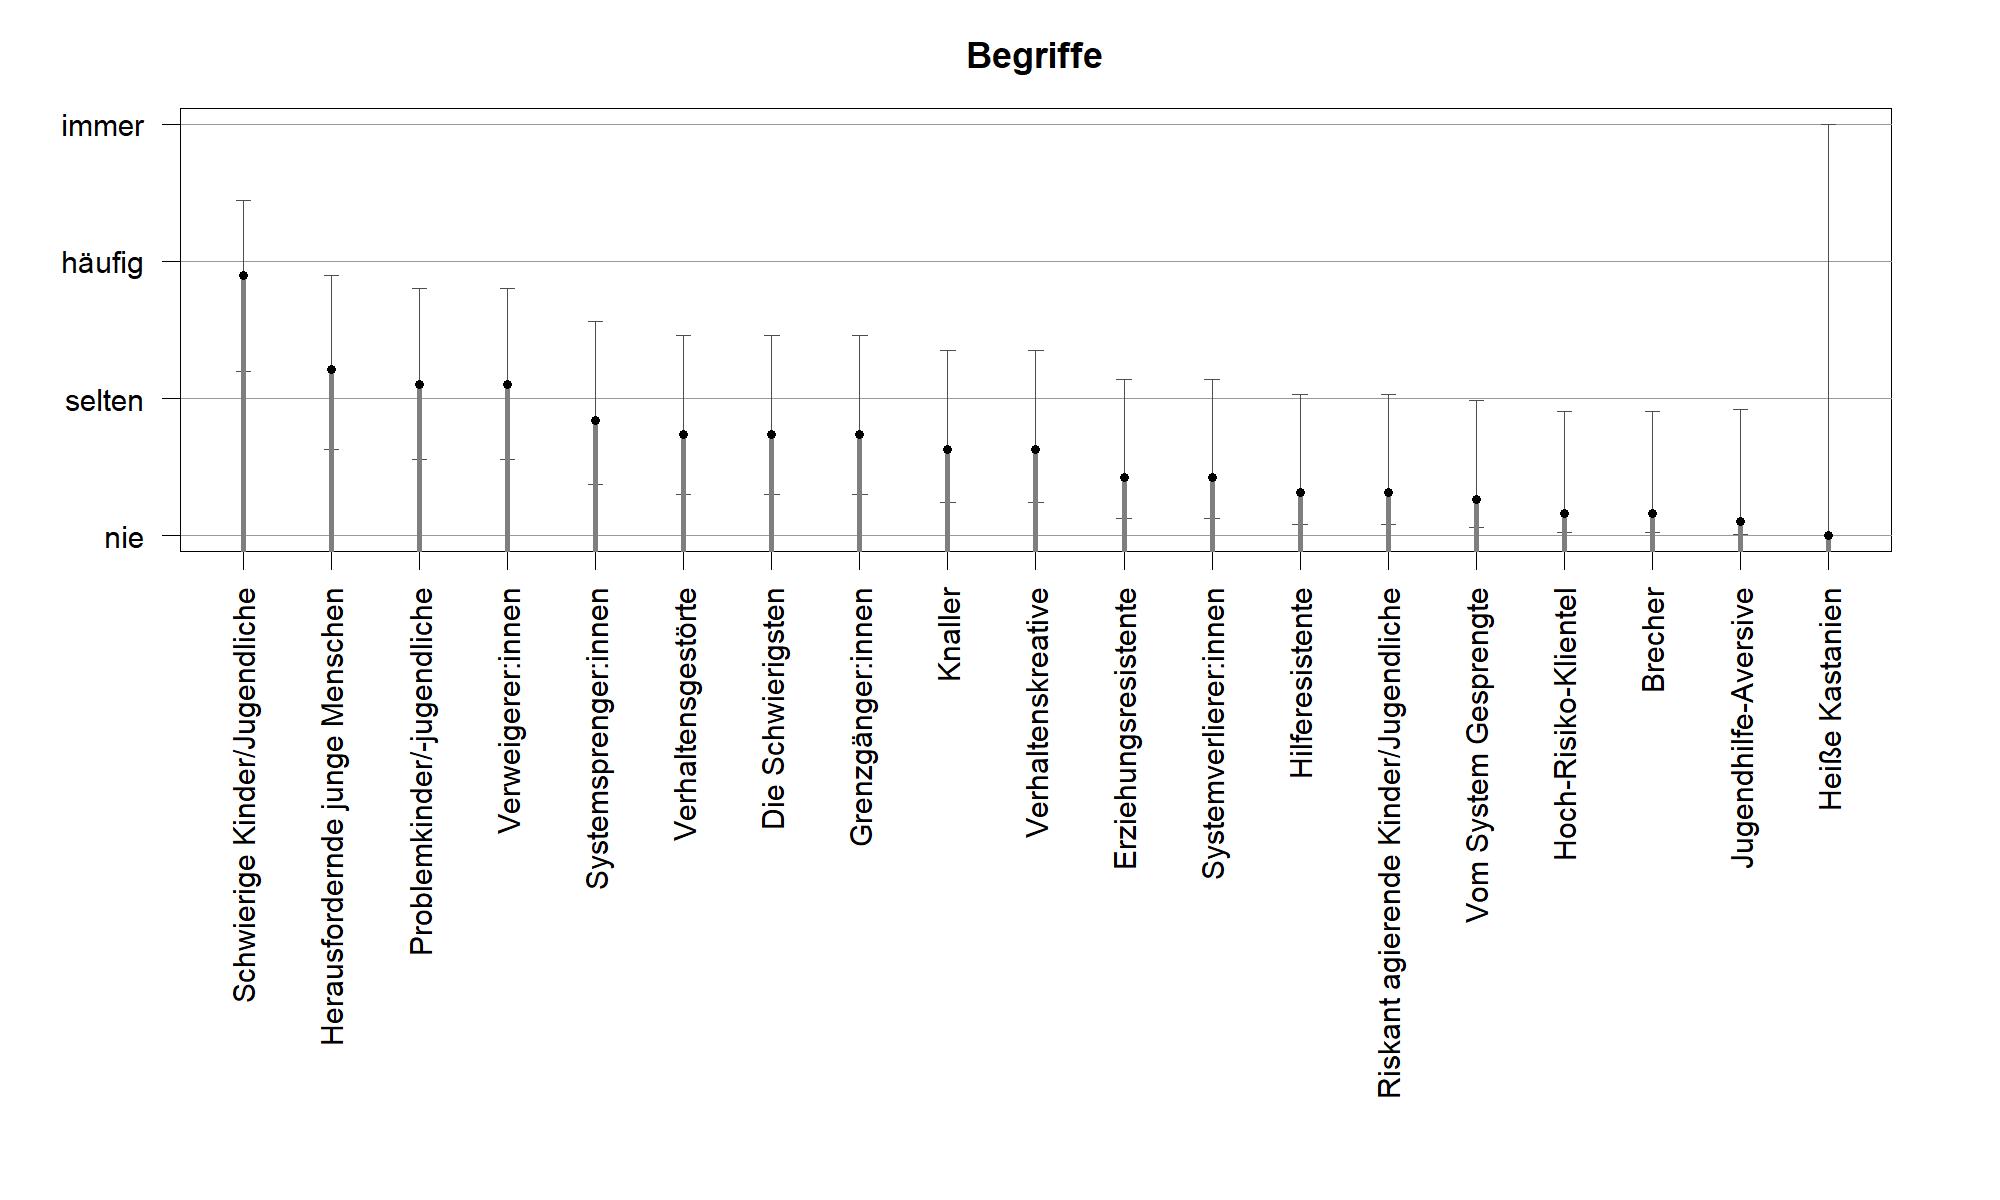 Begriffe
immer
häufig
selten
nie
Schwierige Kinder/Jugendliche
Herausfordernde junge Menschen
Problemkinder/-jugendliche
Verweigerer:innen
Systemsprenger:innen
Verhaltensgestörte
Die Schwierigsten
Grenzgänger:innen
Knaller
Verhaltenskreative
Erziehungsresistente
Systemverlierer:innen
Hilferesistente
Riskant agierende Kinder/Jugendliche
Vom System Gesprengte
Hoch-Risiko-Klientel
Brecher
Jugendhilfe-Aversive
Heiße Kastanien